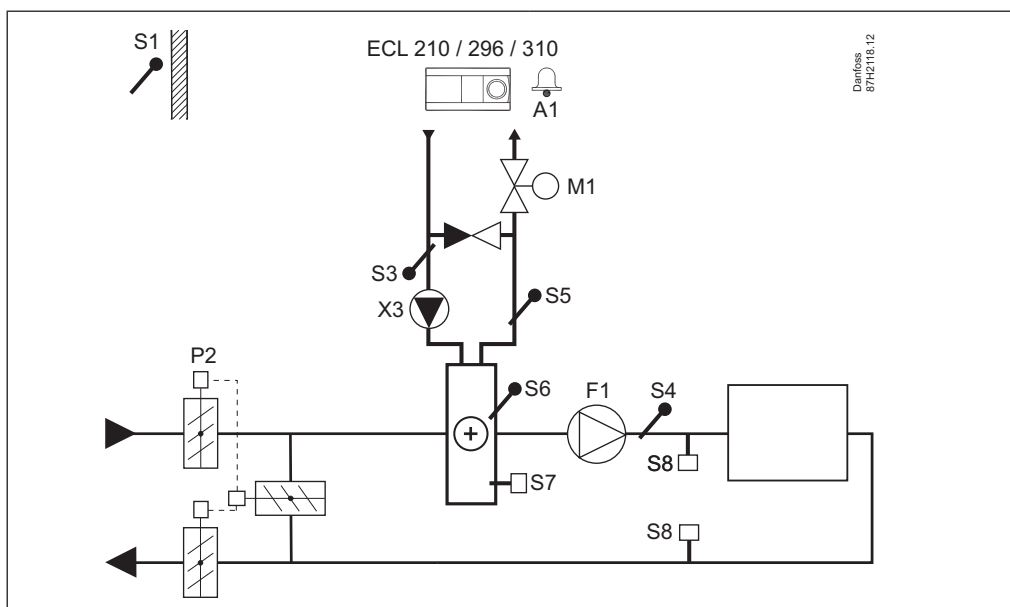 S1
ECL 210 / 296 / 310
A1
Danfoss
87H2118.12
M1
S3
S5
X3
P2
S6
F1
S4
S8
S7
S8